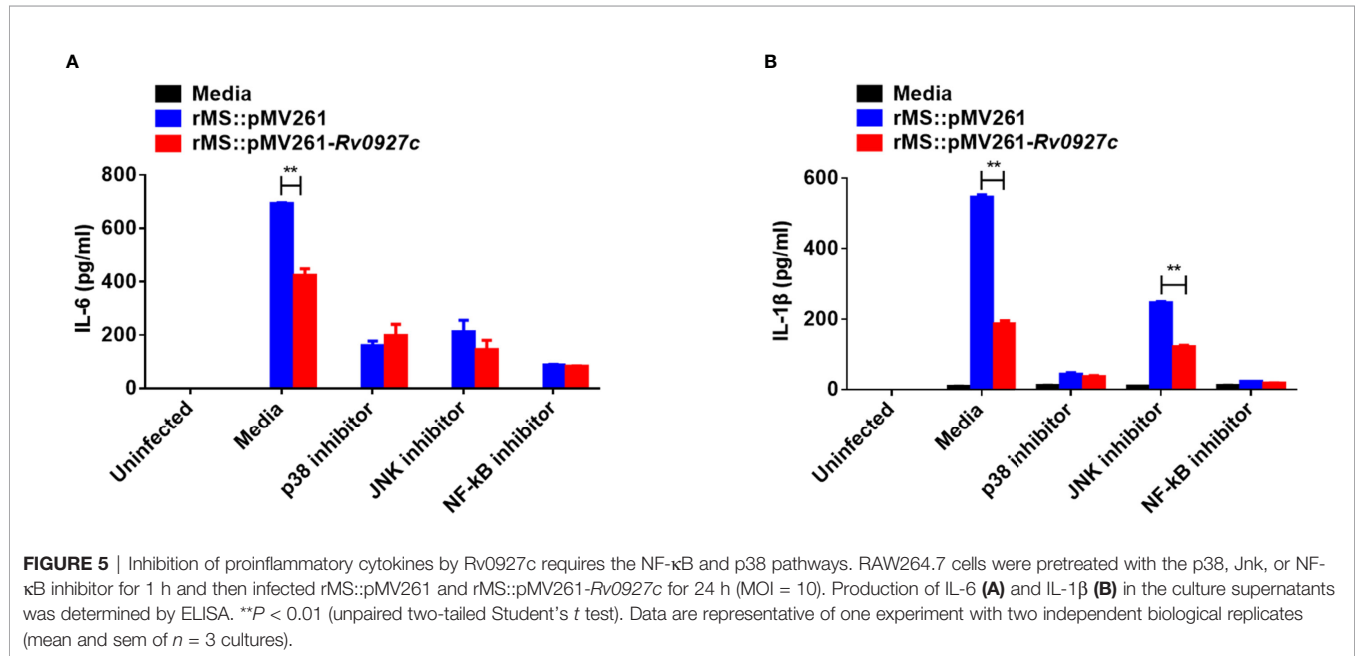 A
Media
rMS::pMV261
rMS::pMV261-Rv0927c
**
800
600
400
200
0
IL-6 (pg/ml)
Uninfected
Media
p38 inhibitor
JNK inhibitor
NF-kB inhibitor
B
Media
rMS::pMV261
rMS::pMV261-Rv0927c
**
**
600
400
200
0
IL-1β (pg/ml)
Uninfected
Media
p38 inhibitor
JNK inhibitor
NF-kB inhibitor
FIGURE 5 | Inhibition of proinflammatory cytokines by Rv0927c requires the NF-κB and p38 pathways. RAW264.7 cells were pretreated with the p38, Jnk, or NF-
κB inhibitor for 1 h and then infected rMS::pMV261 and rMS::pMV261-Rv0927c for 24 h (MOI = 10). Production of IL-6 (A) and IL-1β (B) in the culture supernatants
was determined by ELISA. **P < 0.01 (unpaired two-tailed Student's t test). Data are representative of one experiment with two independent biological replicates
(mean and sem of n = 3 cultures).